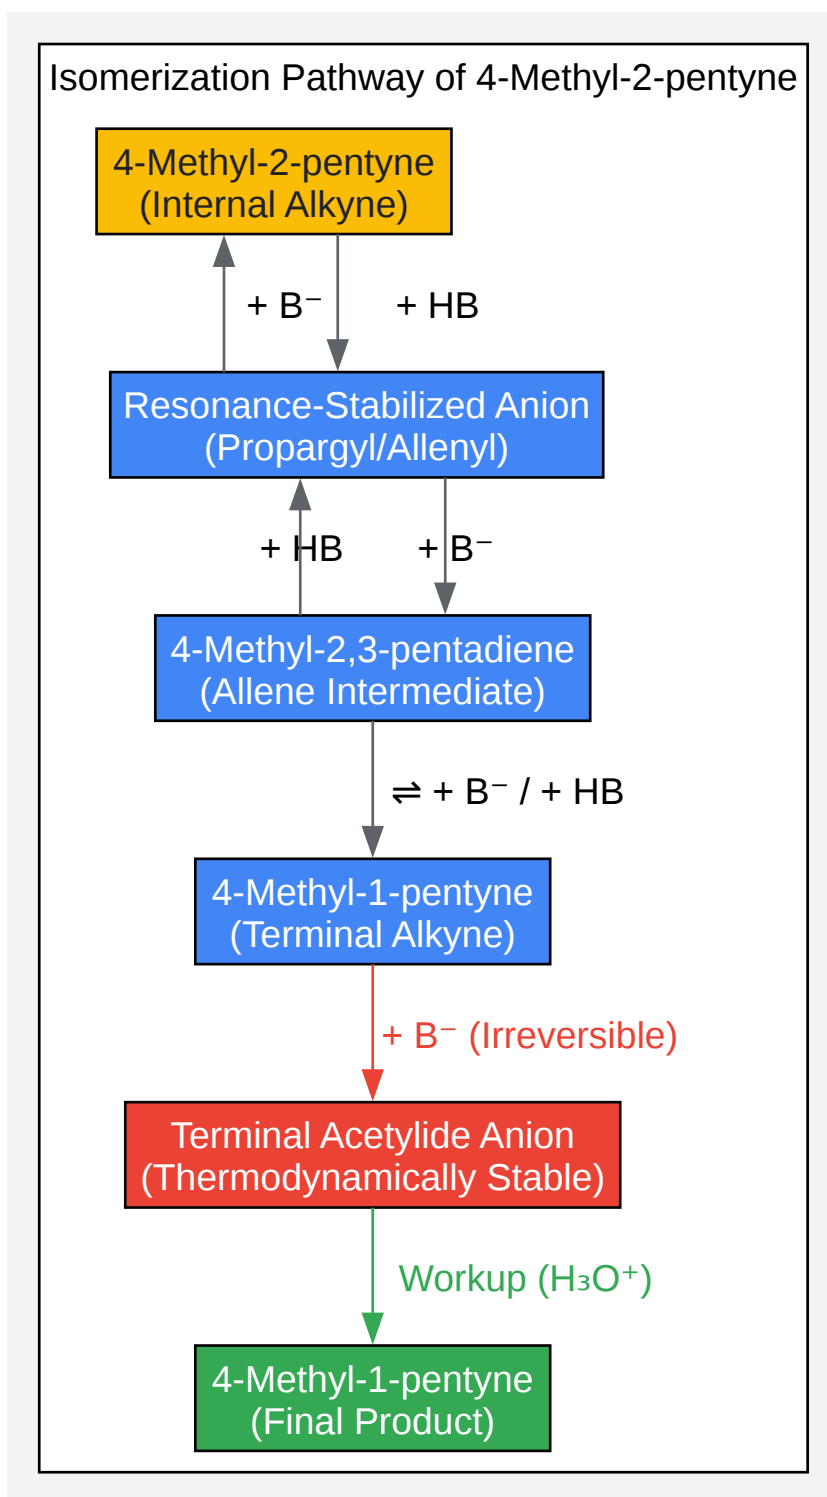 Isomerization Pathway of 4-Methyl-2-pentyne
4-Methyl-2-pentyne
(Internal Alkyne)
+ B⁻
+ HB
Resonance-Stabilized Anion
(Propargyl/Allenyl)
+ HB
+ B⁻
4-Methyl-2,3-pentadiene
(Allene Intermediate)
⇌ + B⁻ / + HB
4-Methyl-1-pentyne
(Terminal Alkyne)
+ B⁻ (Irreversible)
Terminal Acetylide Anion
(Thermodynamically Stable)
Workup (H₃O⁺)
4-Methyl-1-pentyne
(Final Product)